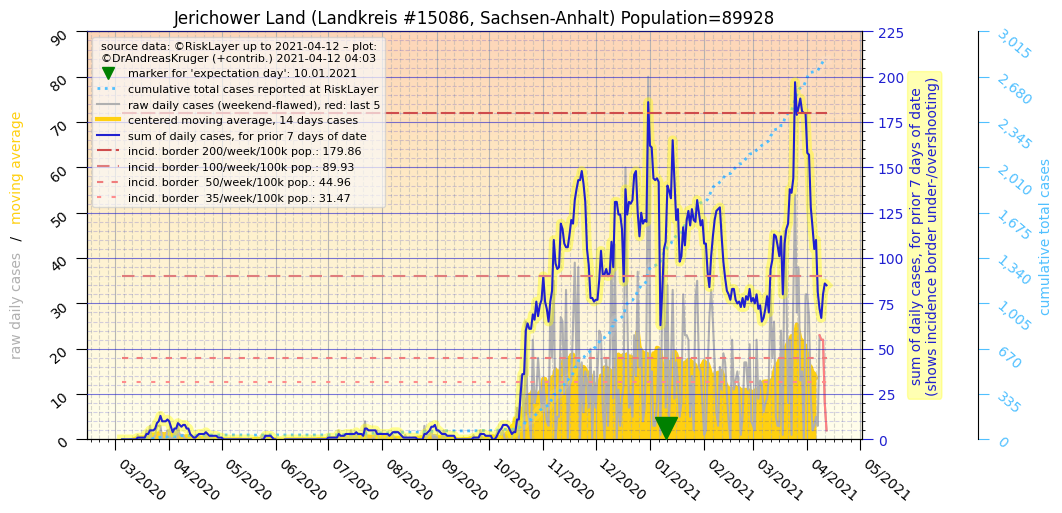 Jerichower Land (Landkreis #15086, Sachsen-Anhalt) Population=89928
source data: ©RiskLayer up to 2021-04-12 – plot:
©DrAndreasKruger (+contrib.) 2021-04-12 04:03
marker for 'expectation day': 10.01.2021
cumulative total cases reported at RiskLayer
raw daily cases (weekend-flawed), red: last 5
centered moving average, 14 days cases
sum of daily cases, for prior 7 days of date
incid. border 200/week/100k pop.: 179.86
incid. border 100/week/100k pop.: 89.93
incid. border  50/week/100k pop.: 44.96
incid. border  35/week/100k pop.: 31.47
raw daily cases / moving average
90
80
70
60
50
40
30
20
10
0
03/2020
04/2020
05/2020
06/2020
07/2020
08/2020
09/2020
10/2020
11/2020
12/2020
01/2021
02/2021
03/2021
04/2021
05/2021
225
200
175
150
125
100
75
50
25
0
sum of daily cases, for prior 7 days of date
(shows incidence border under-/overshooting)
3,015
2,680
2,345
2,010
1,675
1,340
1,005
670
335
0
cumulative total cases